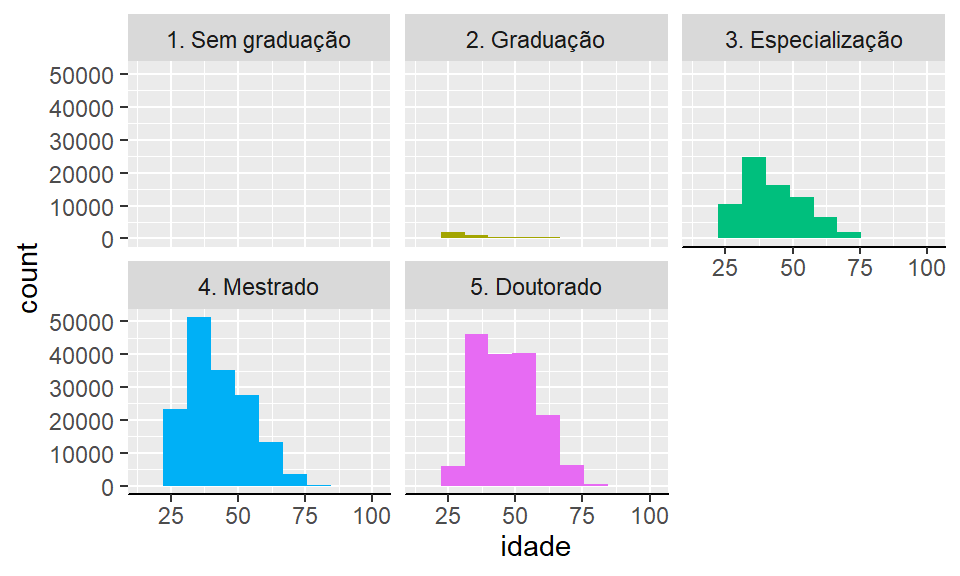 1. Sem graduação
2. Graduação
3. Especialização
50000
40000
30000
20000
10000
0
25 50 75 100
4. Mestrado
5. Doutorado
50000
40000
30000
20000
10000
0
25 50 75 100
25 50 75 100
count
idade